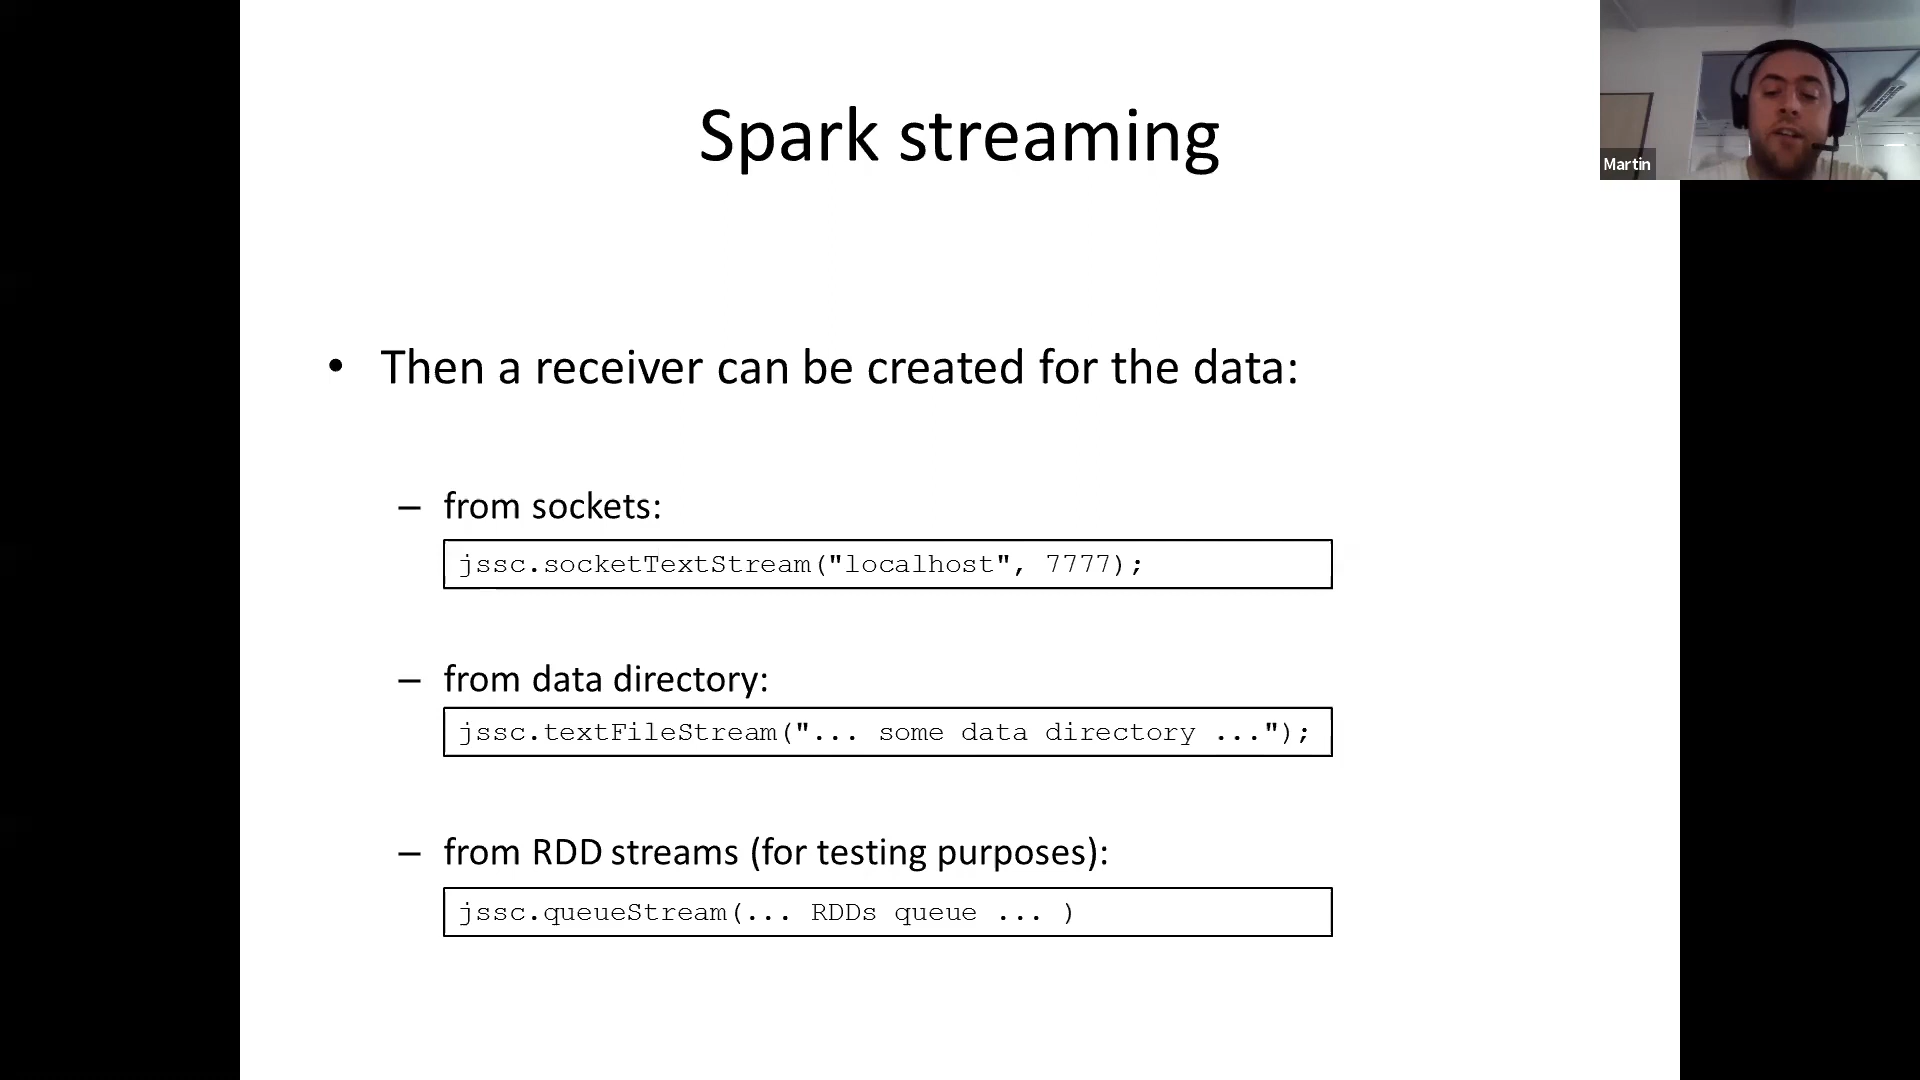 Spark streaming
Martin
• Then a receiver can be created for the data:
– from sockets:
jssc.socketTextStream("localhost", 7777);
– from data directory:
jssc.textFileStream("... some data directory ...");
– from RDD streams (for testing purposes):
jssc.queueStream(... RDDs queue ... )